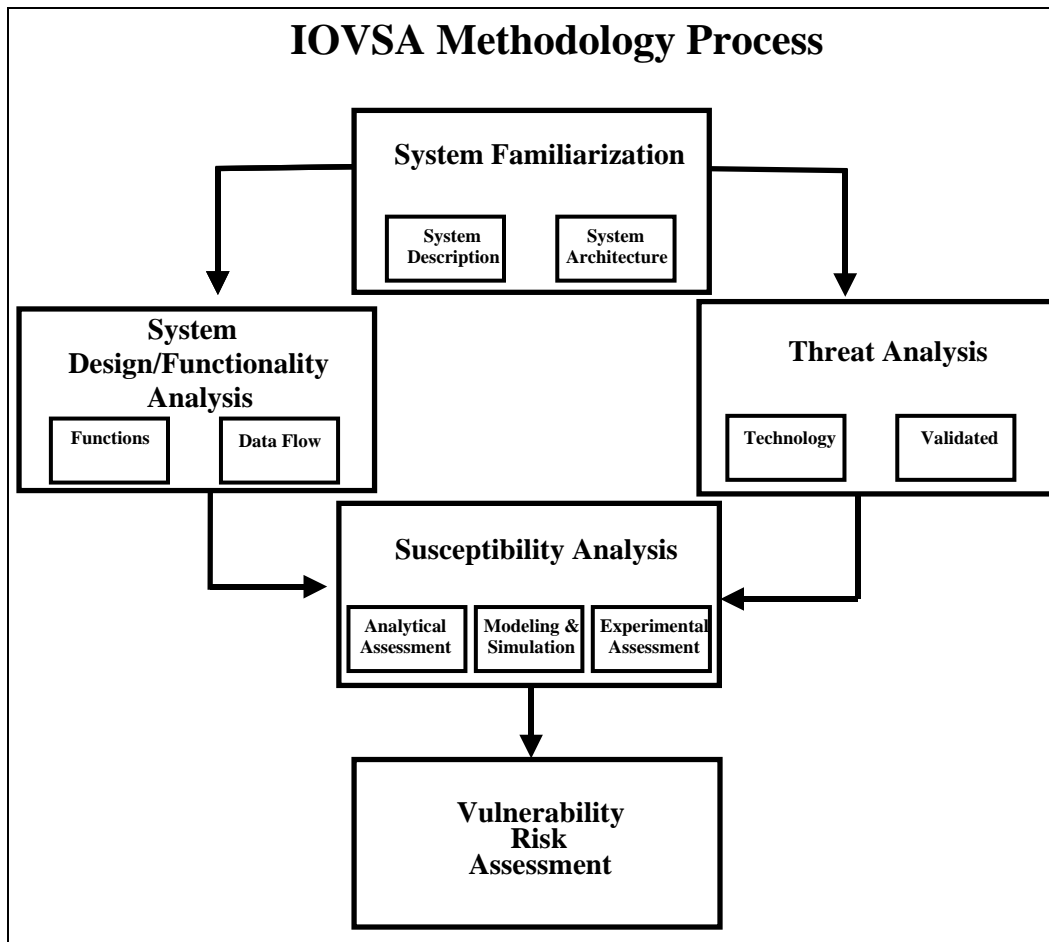 IOVSA Methodology Process
System Familiarization
System
Description
System
Architecture
System
Design/Functionality
Analysis
Functions
Data Flow
Threat Analysis
Technology
Validated
Susceptibility Analysis
Analytical
Assessment
Modeling &
Simulation
Experimental
Assessment
Vulnerability
Risk
Assessment